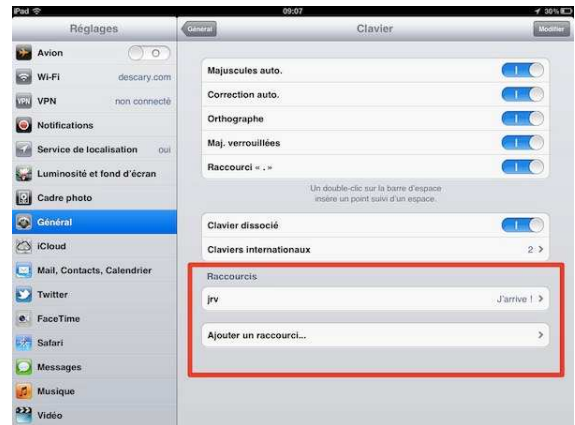 iPad
09:07
30%
Réglages
Général
Clavier
Modifier
Avion
Wi-Fi
descary.com
VPN
VPN
non connecté
Notifications
Service de localisation
oui
Luminosité et fond d'écran
Cadre photo
Général
iCloud
Mail, Contacts, Calendrier
Twitter
FaceTime
Safari
Messages
Musique
Vidéo
Majuscules auto.
Correction auto.
Orthographe
Maj. verrouillées
Raccourci « . »
Un double-clic sur la barre d'espace
insère un point suivi d'un espace.
Clavier dissocié
Claviers internationaux
2
Raccourcis
jrv
J'arrive !
Ajouter un raccourci...